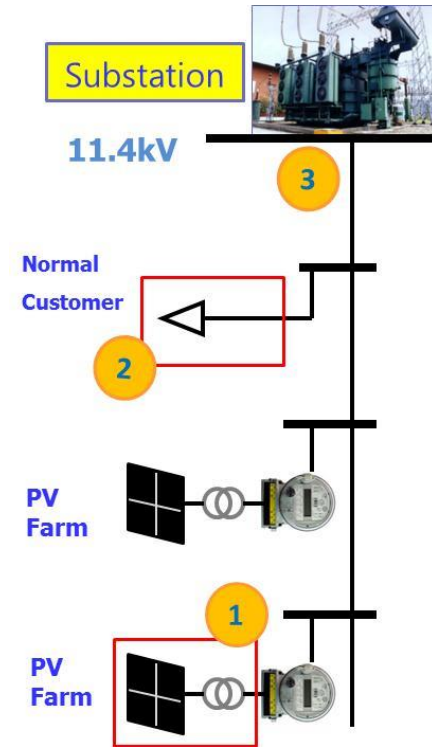 Substation
11.4kV
3
Normal
Customer
2
PV
Farm
1
PV
Farm